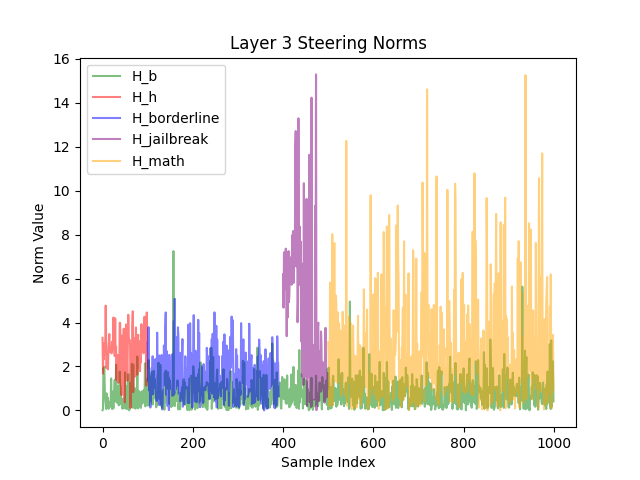 Layer 3 Steering Norms
16
14
12
10
8
6
4
2
0
Norm Value
H_b
H_h
H_borderline
H_jailbreak
H_math
0
200
400
600
800
1000
Sample Index